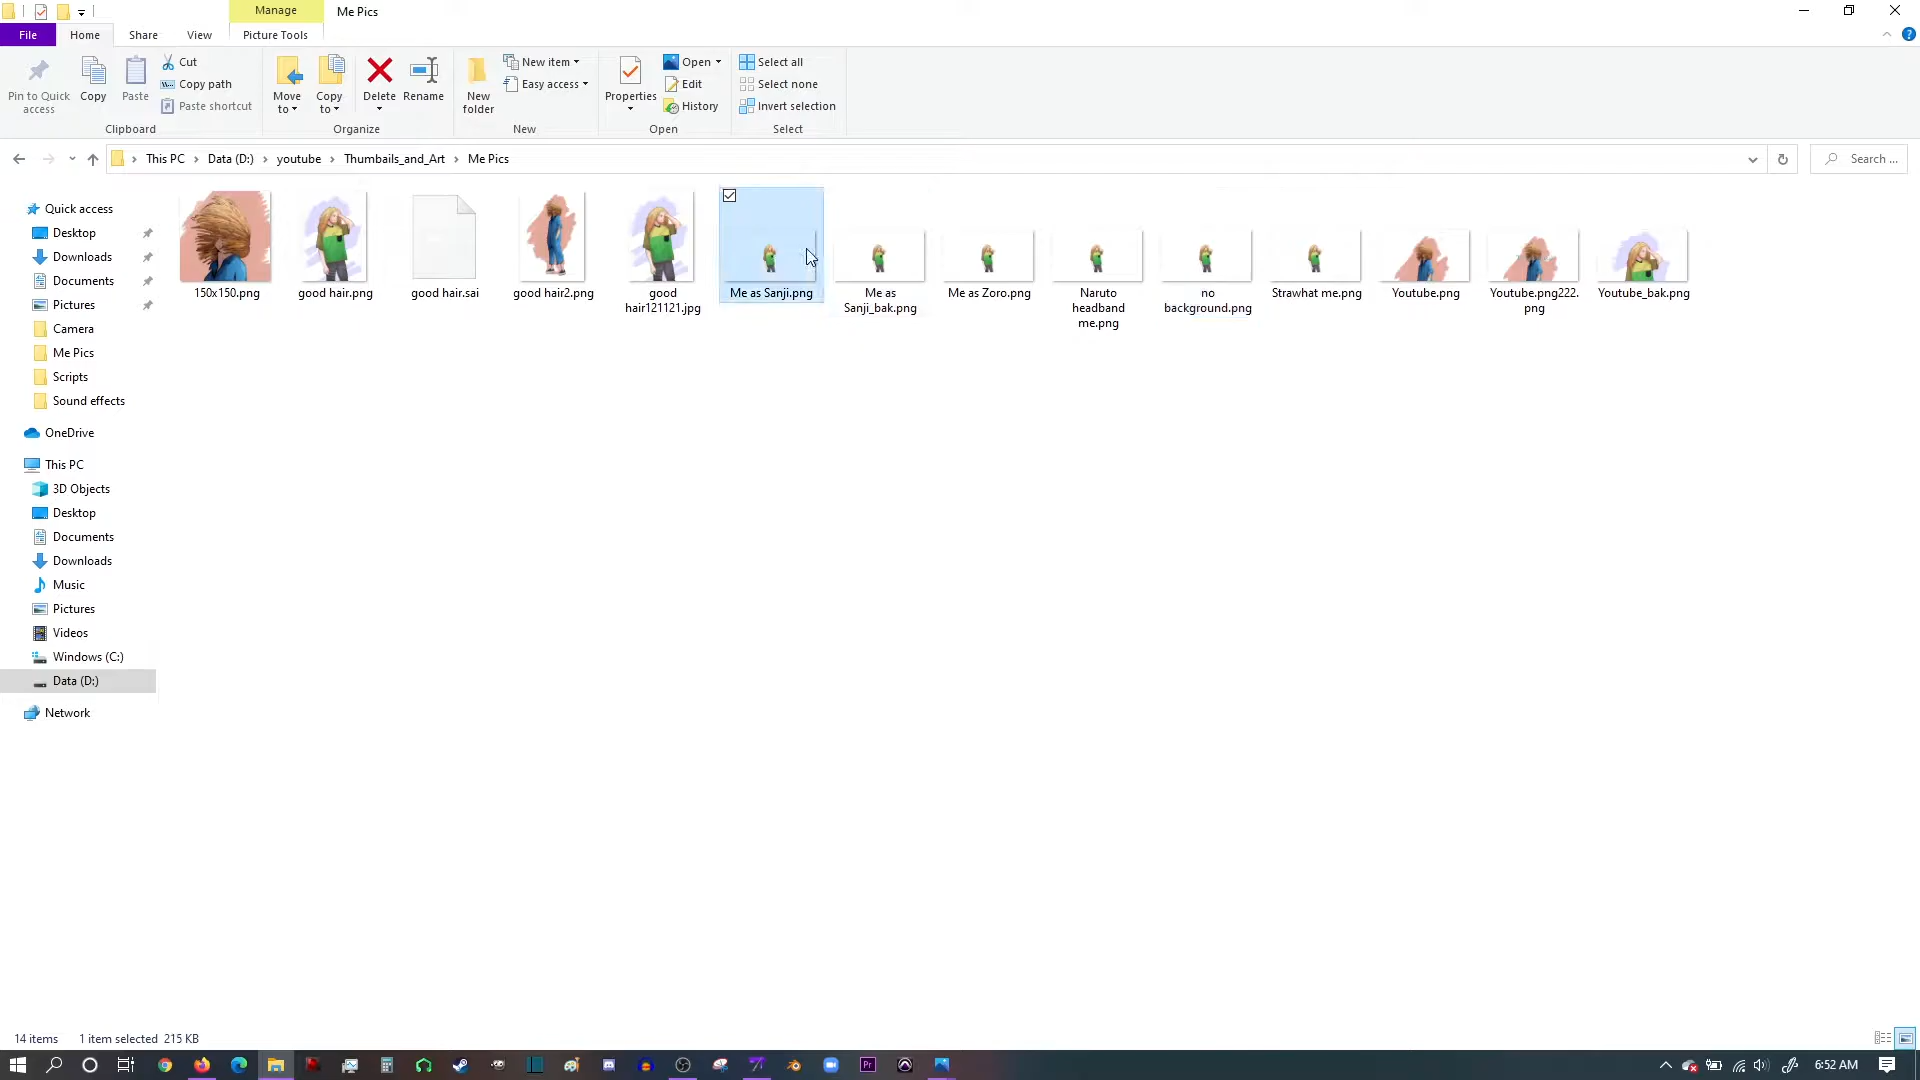 Manage
Me Pics
File
Home
Share
View
Picture Tools
Pin to Quick
access
Copy
Paste
Cut
Copy path
Paste shortcut
Clipboard
Move
to
Copy
to
Delete
Rename
Organize
New
folder
New item
Easy access
New
Properties
Open
Edit
History
Open
Select all
Select none
Invert selection
Select
This PC
Data (D:)
youtube
Thumbails_and_Art
Me Pics
Search ...
Quick access
Desktop
Downloads
Documents
Pictures
Camera
Me Pics
Scripts
Sound effects
OneDrive
This PC
3D Objects
Desktop
Documents
Downloads
Music
Pictures
Videos
Windows (C:)
Data (D:)
Network
150x150.png
good hair.png
good hair.sai
good hair2.png
good
hair121121.jpg
Me as Sanji.png
Me as
Sanji_bak.png
Me as Zoro.png
Naruto
headband
me.png
no
background.png
Strawhat me.png
Youtube.png
Youtube.png222.
png
Youtube_bak.png
14 items
1 item selected 215 KB
Pr
6:52 AM